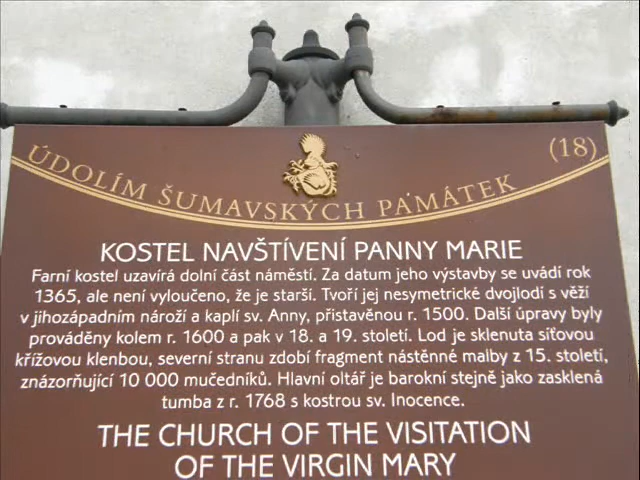 ÚDOLÍM ŠUMAVSKÝCH PAMÁTEK (18)
KOSTEL NAVŠTÍVENÍ PANNY MARIE
Farní kostel uzavírá dolní část náměstí. Za datum jeho výstavby se uvádí rok
1365, ale není vyloučeno, že je starší. Tvoří jej nesymetrické dvojlodí s věží
v jihozápadním nároží a kaplí sv. Anny, přistavěnou r. 1500. Další úpravy byly
prováděny kolem r. 1600 a pak v 18. a 19. století. Loď je sklenuta síťovou
křížovou klenbou, severní stranu zdobí fragment nástěnné malby z 15. století,
znázorňující 10 000 mučedníků. Hlavní oltář je barokní stejně jako zasklená
tumba z r. 1768 s kostrou sv. Inocence.
THE CHURCH OF THE VISITATION
OF THE VIRGIN MARY